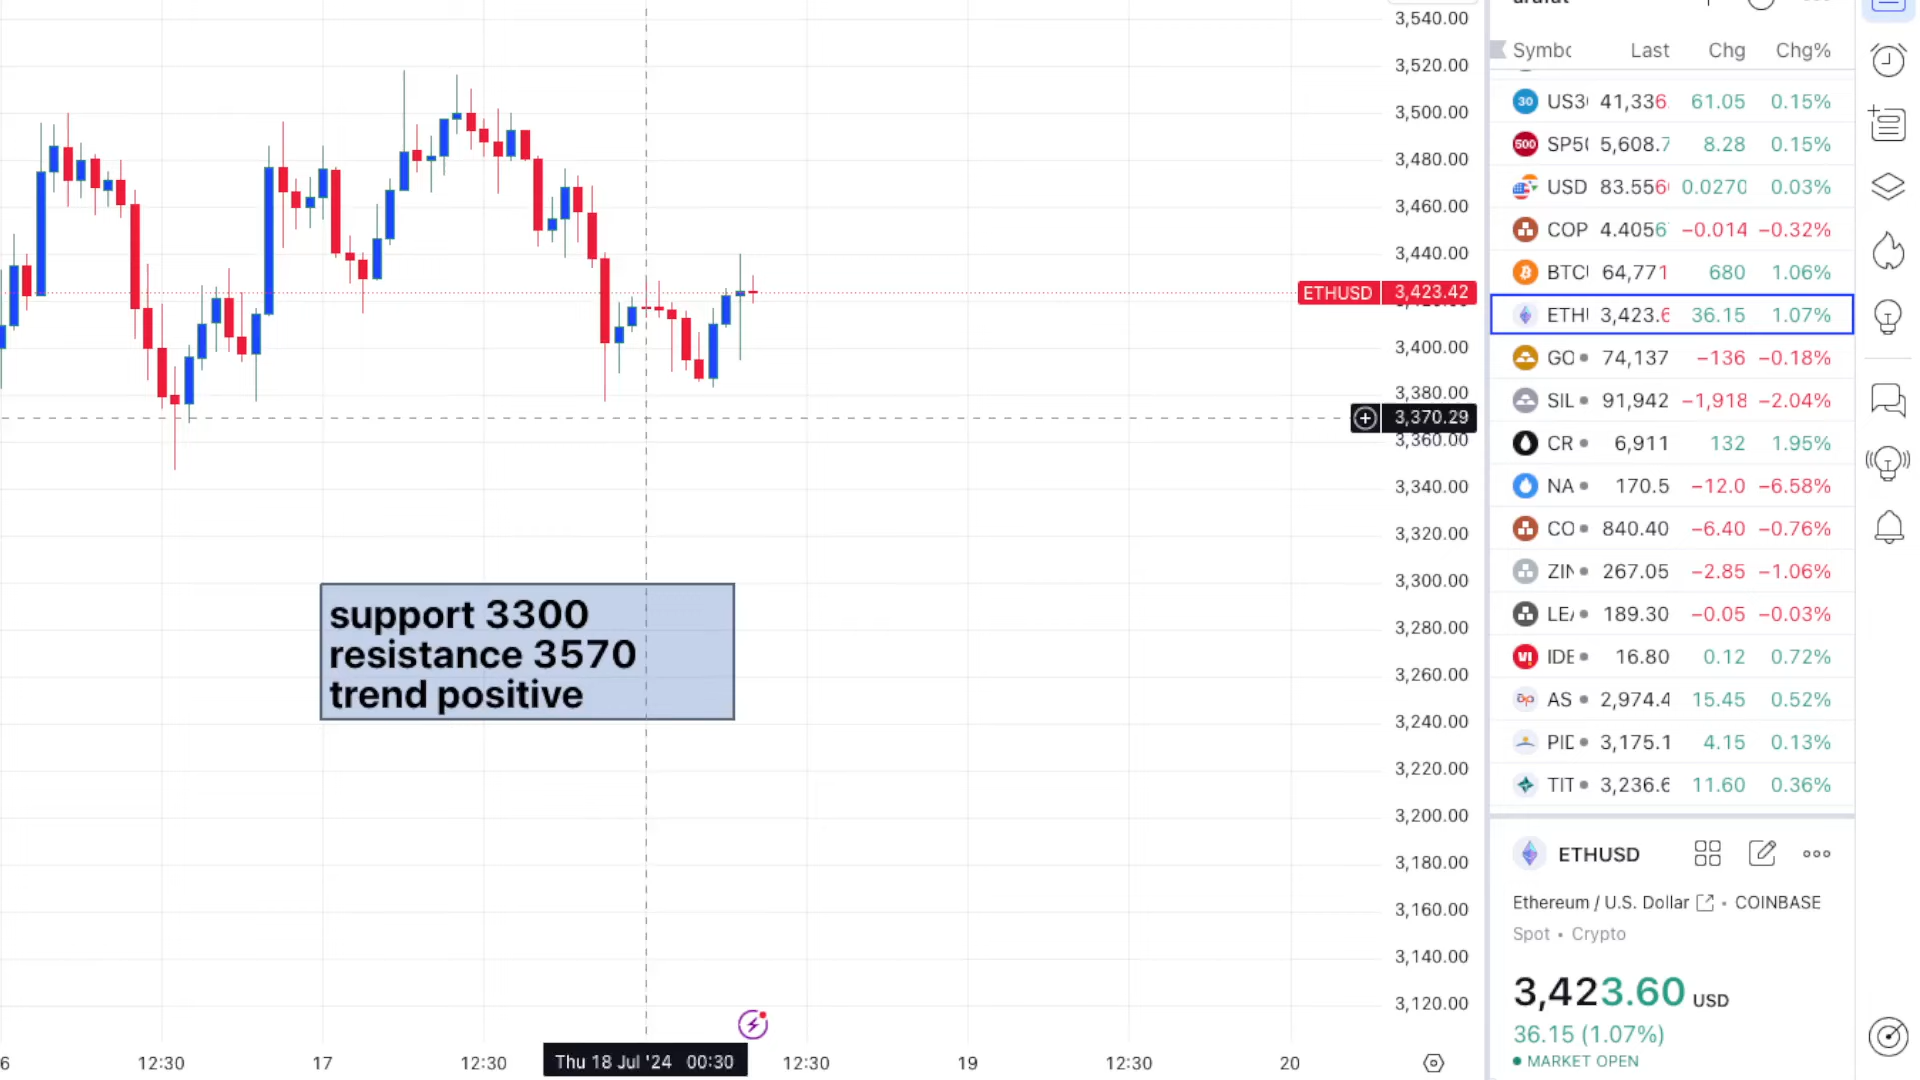 3,540.00
3,520.00
3,500.00
3,480.00
3,460.00
3,440.00
ETHUSD 3,423.42
3,400.00
3,380.00
3,370.29
3,360.00
3,340.00
3,320.00
3,300.00
3,280.00
3,260.00
3,240.00
3,220.00
3,200.00
3,180.00
3,160.00
3,140.00
3,120.00
support 3300
resistance 3570
trend positive
6 12:30 17 12:30 Thu 18 Jul '24 00:30 12:30 19 12:30 20
Last Chg Chg%
30 41,336 61.05 0.15%
500 5,608.7 8.28 0.15%
USD 83.556 0.0270 0.03%
COP 4.4056 −0.014 −0.32%
64,771 680 1.06%
3,423.6 36.15 1.07%
GO 74,137 −136 −0.18%
SIL 91,942 −1,918 −2.04%
CR 6,911 132 1.95%
NA 170.5 −12.0 −6.58%
CO 840.40 −6.40 −0.76%
267.05 −2.85 −1.06%
189.30 −0.05 −0.03%
16.80 0.12 0.72%
AS 2,974.4 15.45 0.52%
3,175.1 4.15 0.13%
TIT 3,236.6 11.60 0.36%
ETHUSD
Ethereum / U.S. Dollar • COINBASE
Spot • Crypto
3,423.60 USD
36.15 (1.07%)
MARKET OPEN